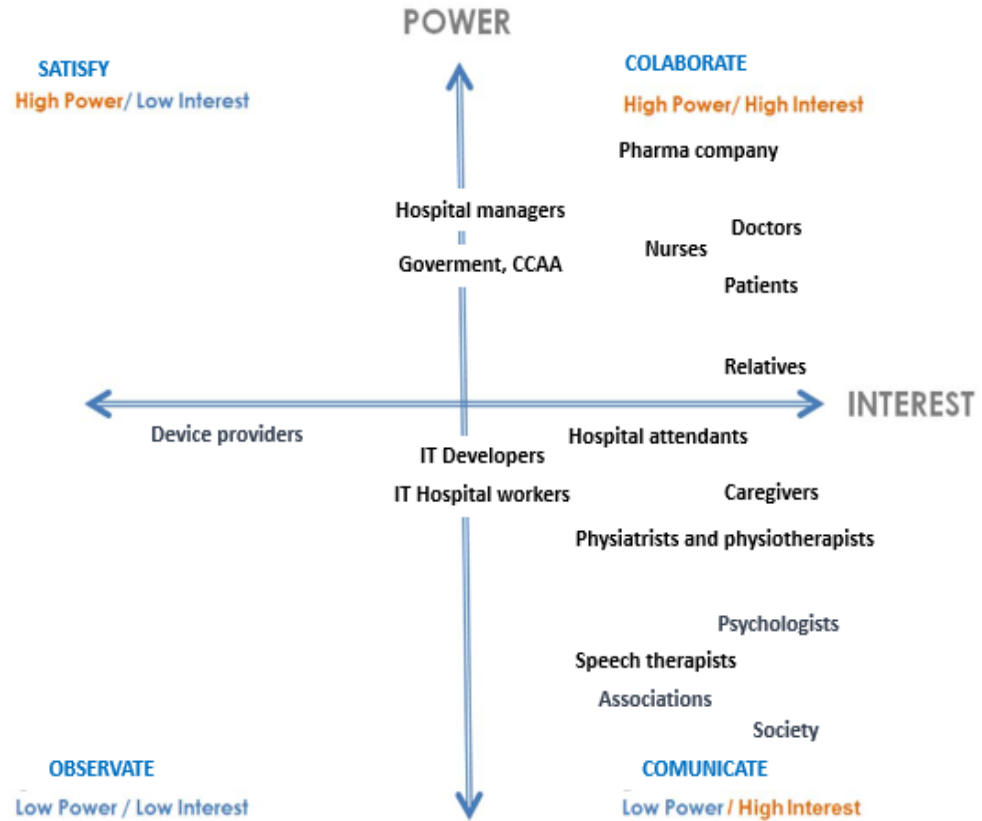 POWER
SATISFY
High Power/ Low Interest
COLABORATE
High Power/ High Interest
Pharma company
Hospital managers
Doctors
Nurses
Goverment, CCAA
Patients
Relatives
INTEREST
Device providers
Hospital attendants
IT Developers
IT Hospital workers
Caregivers
Physiatrists and physiotherapists
Psychologists
Speech therapists
Associations
Society
OBSERVATE
Low Power / Low Interest
COMUNICATE
Low Power / High Interest